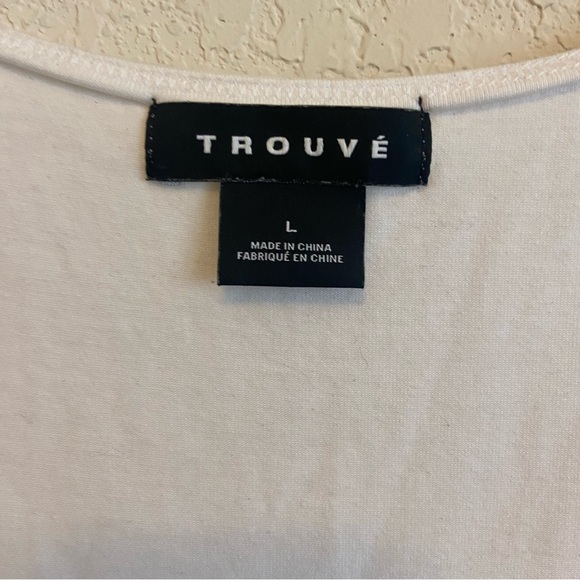 TROUVÉ
L
MADE IN CHINA
FABRIQUÉ EN CHINE